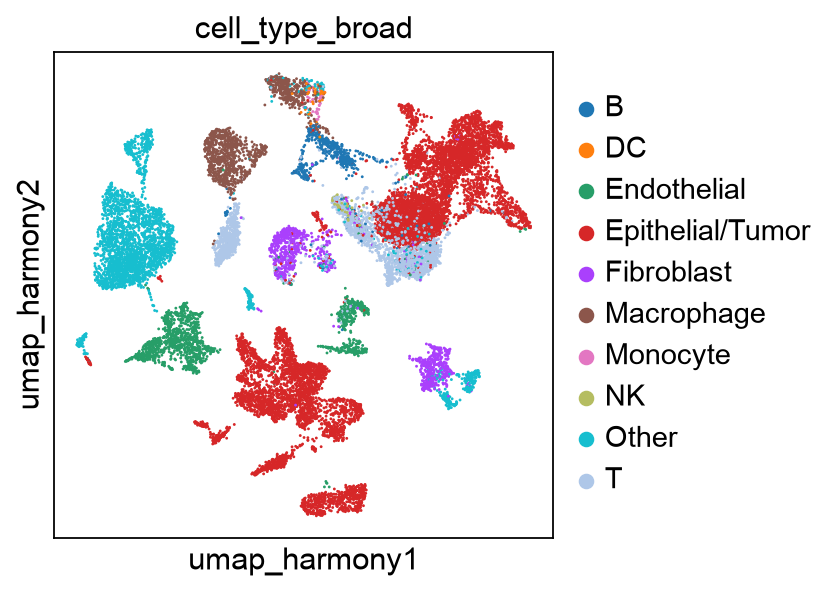 cell_type_broad
umap_harmony2
umap_harmony1
B
DC
Endothelial
Epithelial/Tumor
Fibroblast
Macrophage
Monocyte
NK
Other
T